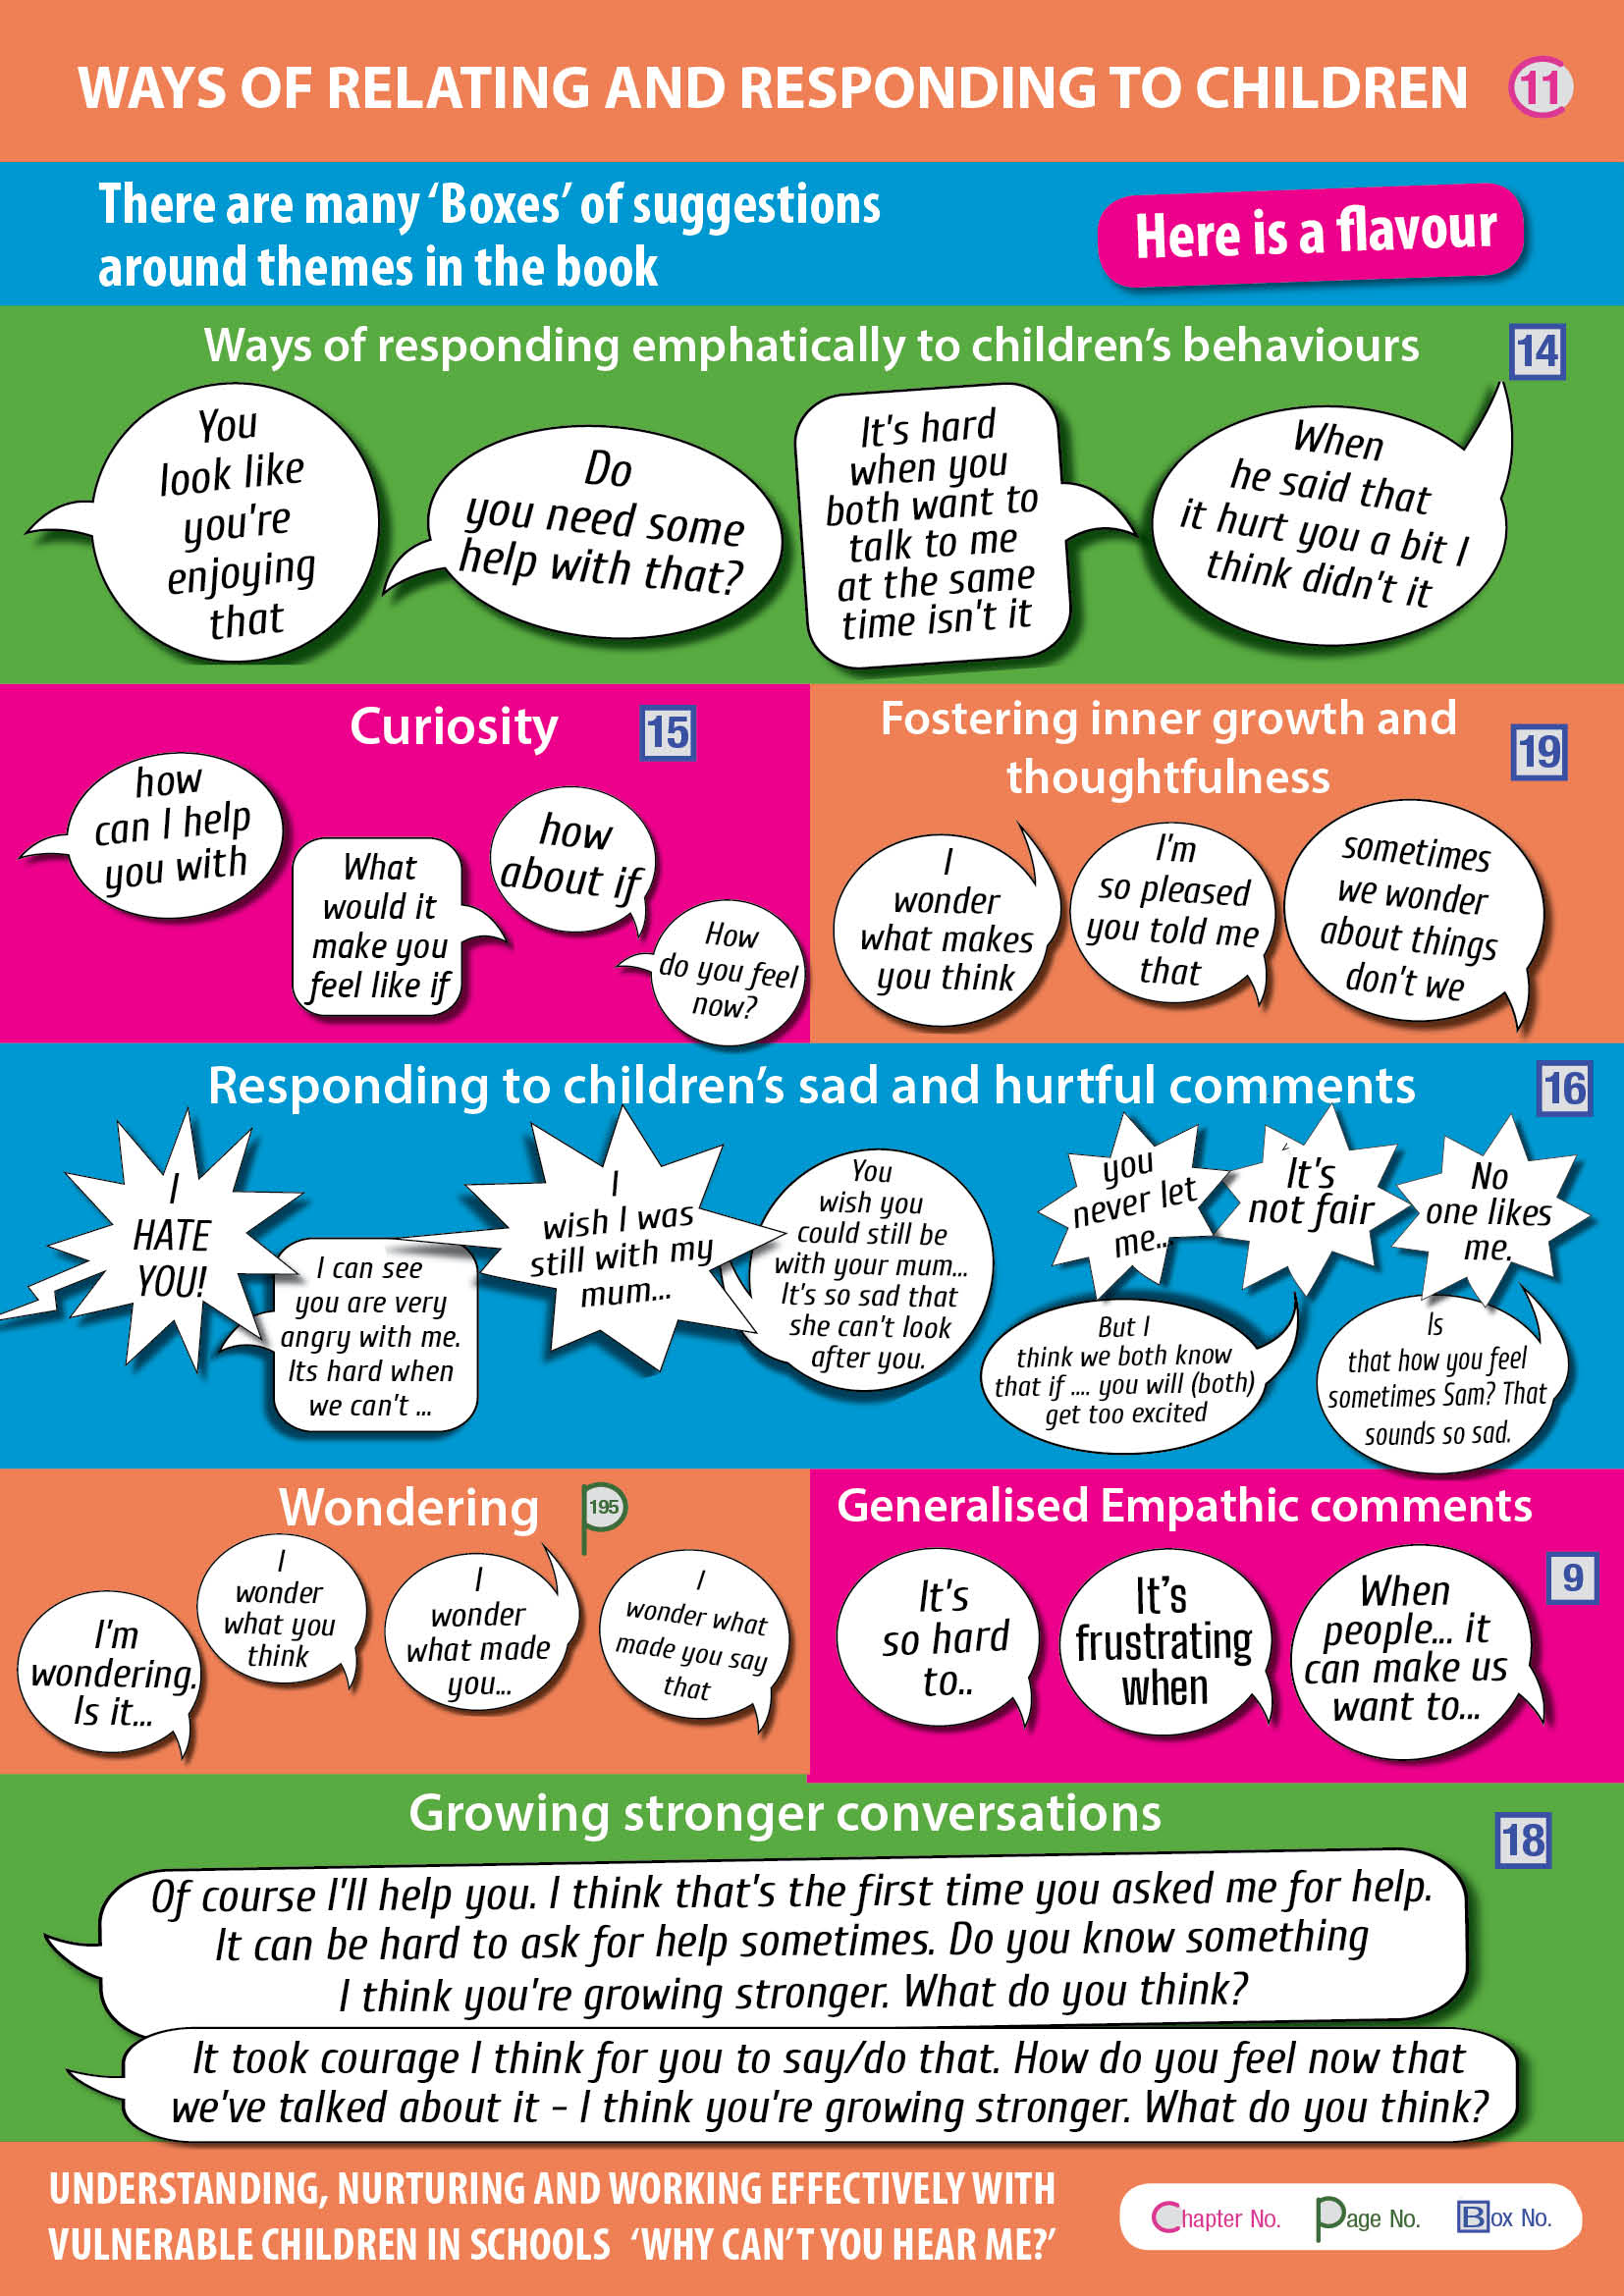 WAYS OF RELATING AND RESPONDING TO CHILDREN 11
There are many 'Boxes' of suggestions
around themes in the book
Here is a flavour
Ways of responding emphatically to children's behaviours 14
You
look like
you're
enjoying
that
Do
you need some
help with that?
It's hard
when you
both want to
talk to me
at the same
time isn't it
When
he said that
it hurt you a bit I
think didn't it
Curiosity 15
how
can I help
you with
What
would it
make you
feel like if
how
about if
How
do you feel
now?
Fostering inner growth and
thoughtfulness
19
I
wonder
what makes
you think
I'm
so pleased
you told me
that
sometimes
we wonder
about things
don't we
Responding to children's sad and hurtful comments 16
I
HATE
YOU!
I can see
you are very
angry with me.
Its hard when
we can't ...
I
wish I was
still with my
mum...
You
wish you
could still be
with your mum...
It's so sad that
she can't look
after you.
you
never let
me...
It's
not fair
But I
think we both know
that if .... you will (both)
get too excited
No
one likes
me.
Is
that how you feel
sometimes Sam? That
sounds so sad.
Wondering 195
I'm
wondering.
Is it...
I
wonder
what you
think
I
wonder
what made
you...
I
wonder what
made you say
that
Generalised Empathic comments
9
It's
so hard
to..
It's
frustrating
when
When
people... it
can make us
want to...
Growing stronger conversations
18
Of course I'll help you. I think that's the first time you asked me for help.
It can be hard to ask for help sometimes. Do you know something
I think you're growing stronger. What do you think?
It took courage I think for you to say/do that. How do you feel now that
we've talked about it - I think you're growing stronger. What do you think?
UNDERSTANDING, NURTURING AND WORKING EFFECTIVELY WITH
VULNERABLE CHILDREN IN SCHOOLS 'WHY CAN'T YOU HEAR ME?'
Chapter No. Page No. Box No.